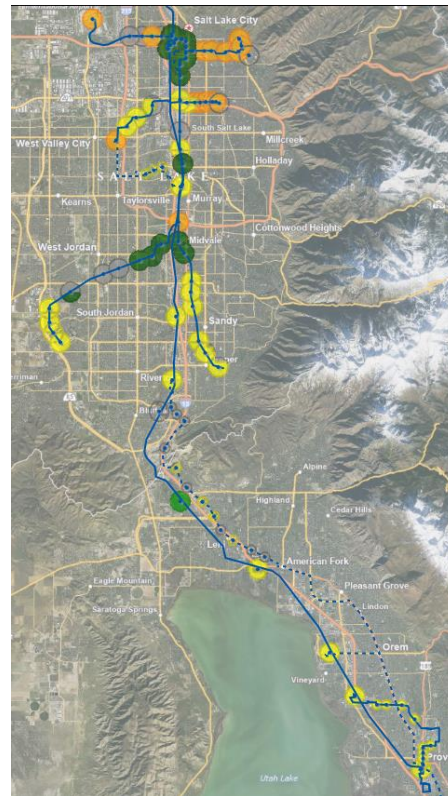 Salt Lake City
South Salt Lake
West Valley City
Millcreek
Holladay
S A LAKE
Kearns
Taylorsville
Murray
Cottonwood Heights
West Jordan
Midvale
South Jordan
Sandy
River
Alpine
Highland
Cedar Hills
American Fork
Eagle Mountain
Pleasant Grove
Saratoga Springs
Lindon
Orem
Vineyard
Prov
Utah Lake